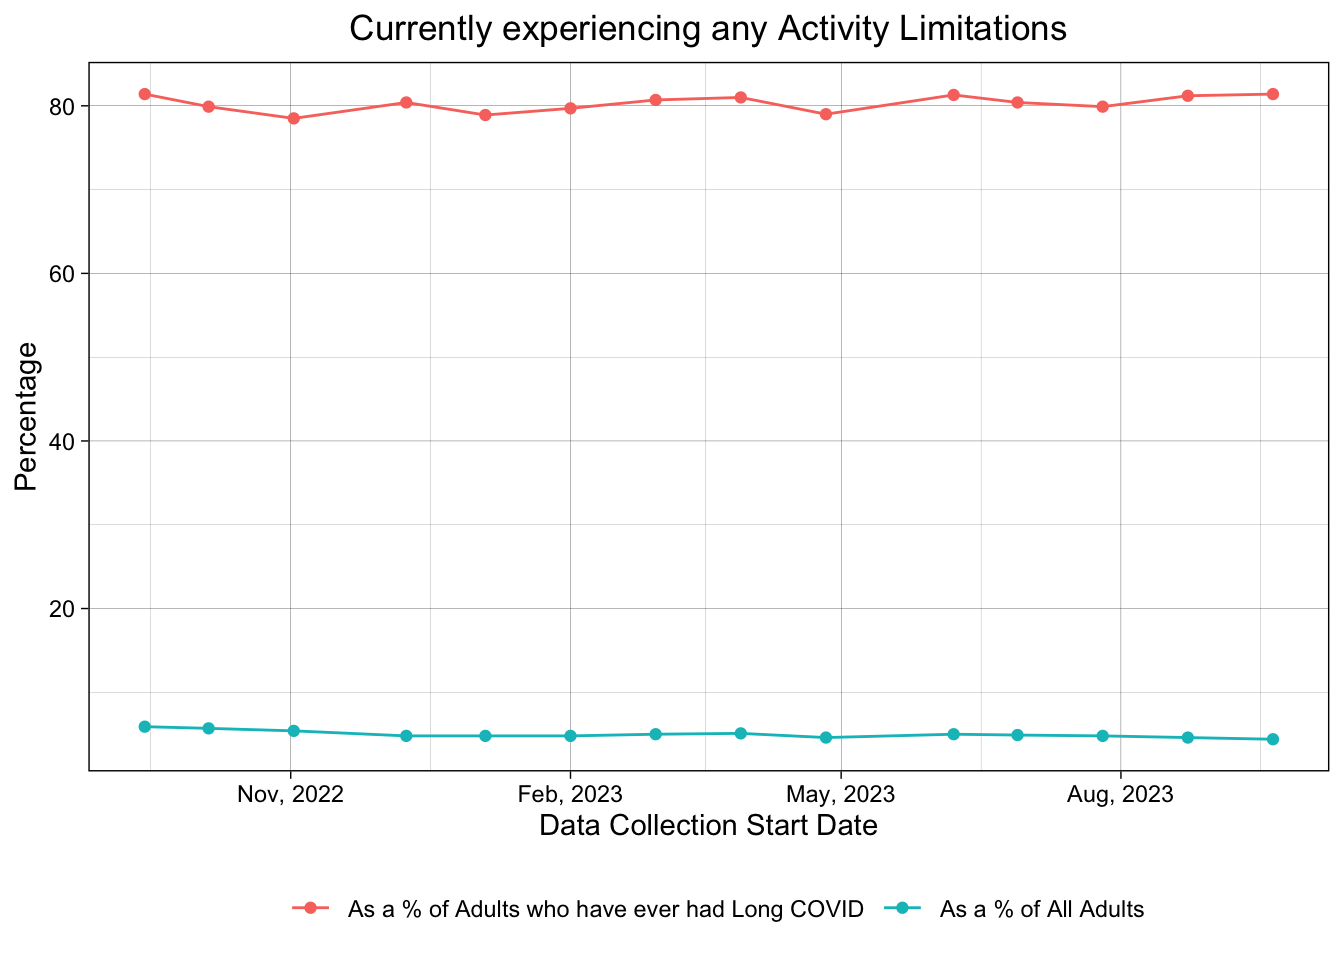 Currently experiencing any Activity Limitations
Percentage
80
60
40
20
Nov, 2022 Feb, 2023 May, 2023 Aug, 2023
Data Collection Start Date
As a % of Adults who have ever had Long COVID As a % of All Adults